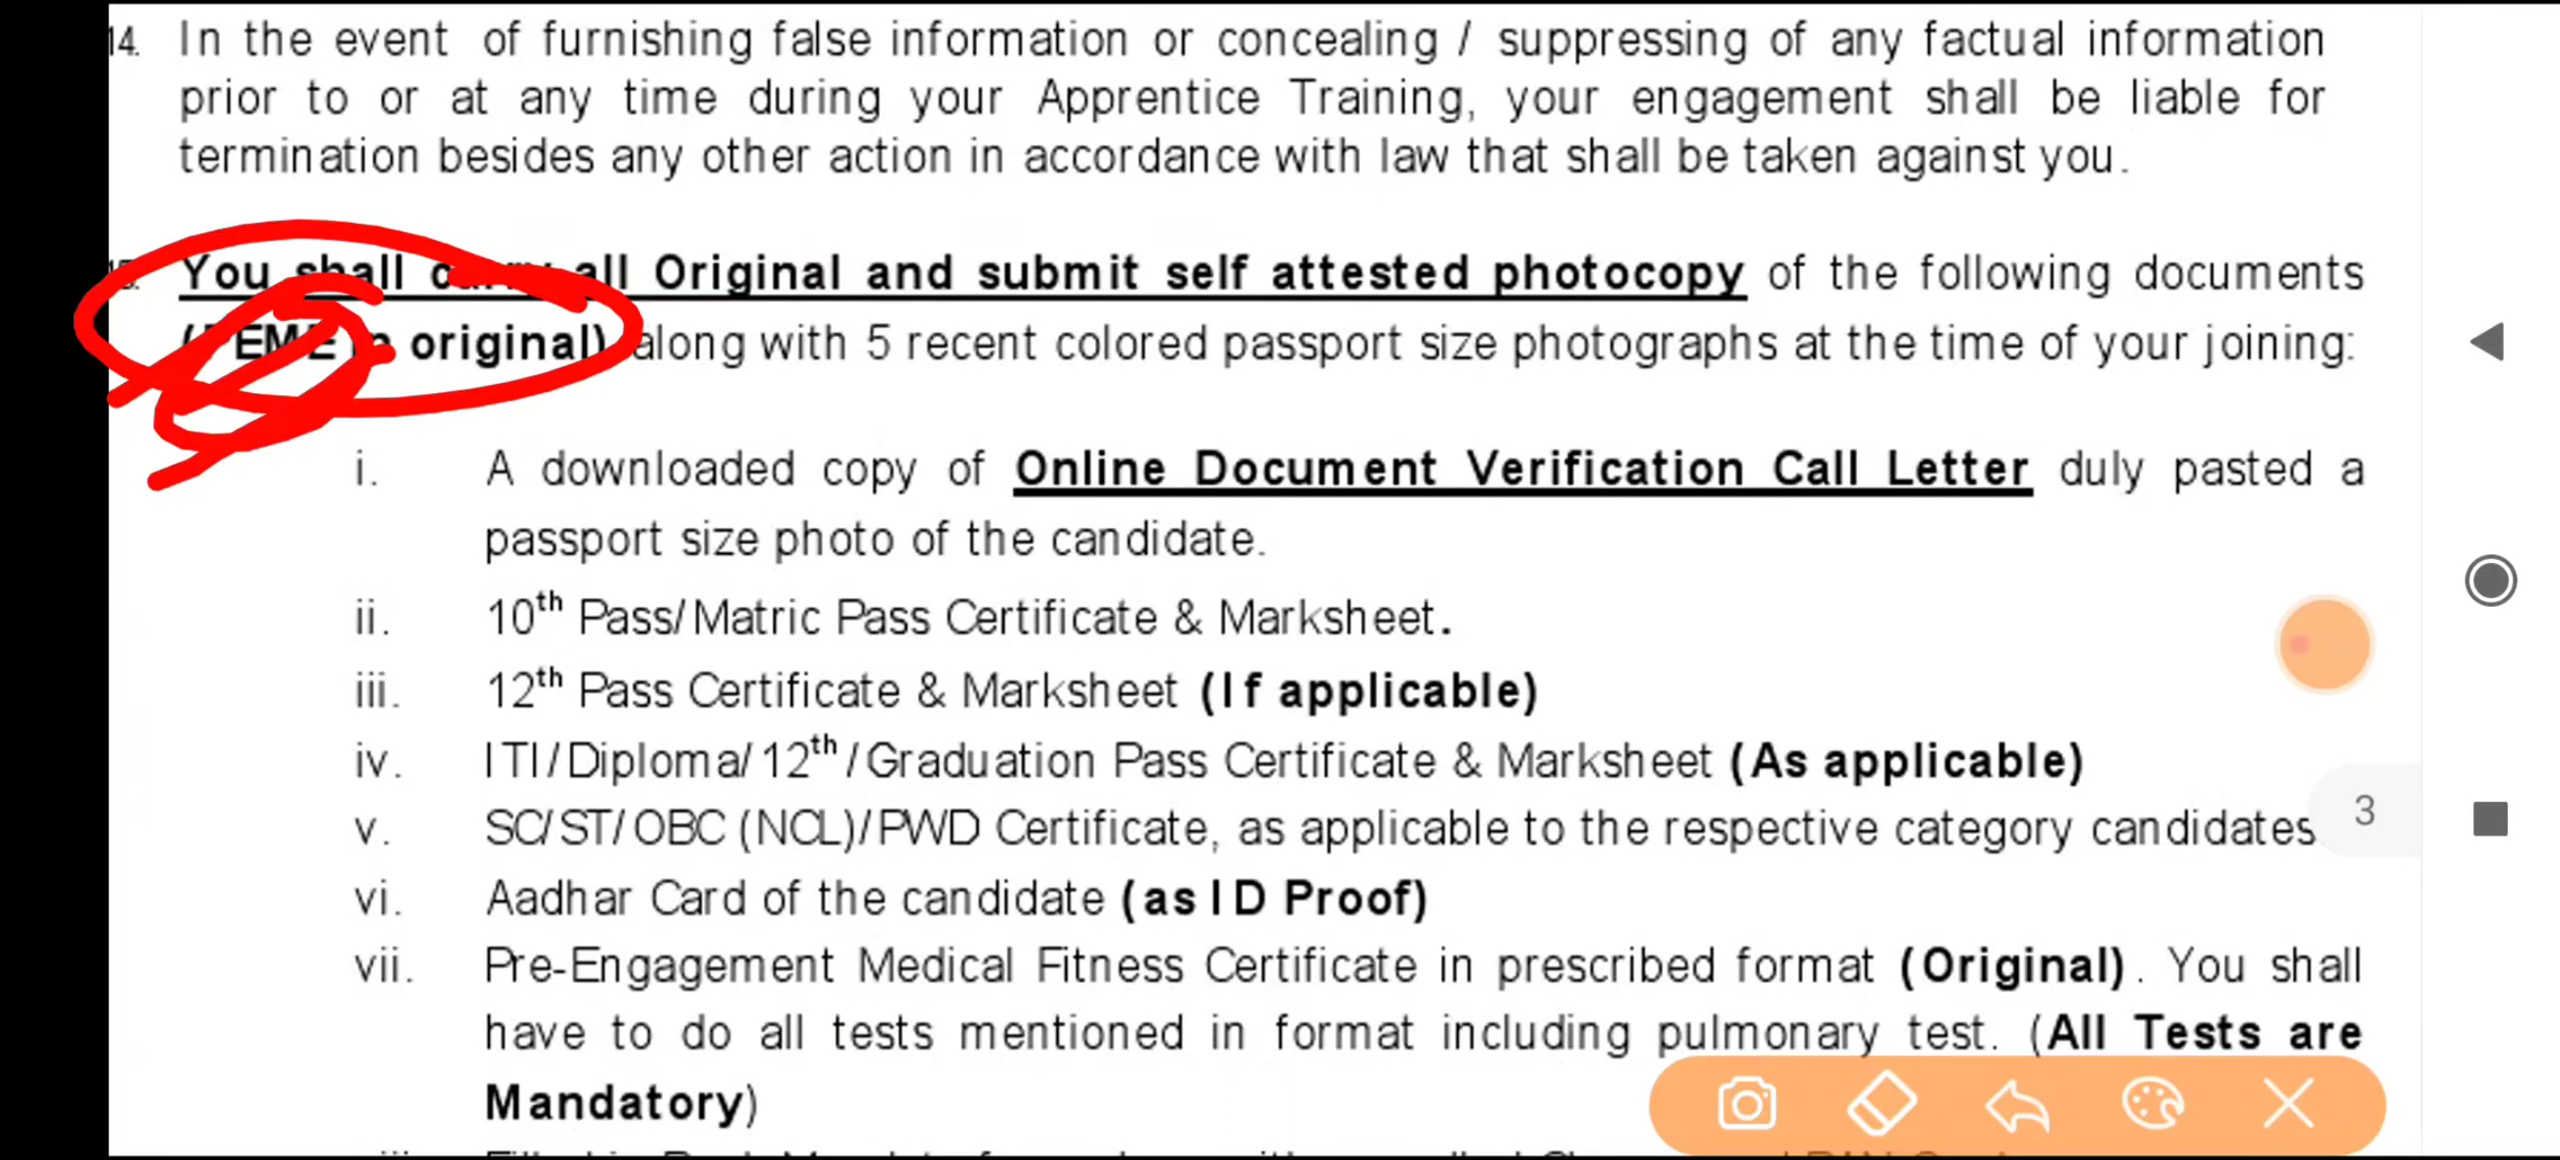 14. In the event of furnishing false information or concealing / suppressing of any factual information
prior to or at any time during your Apprentice Training, your engagement shall be liable for
termination besides any other action in accordance with law that shall be taken against you.
You shall all Original and submit self attested photocopy of the following documents
original) along with 5 recent colored passport size photographs at the time of your joining:
i. A downloaded copy of Online Document Verification Call Letter duly pasted a
passport size photo of the candidate.
ii. 10th Pass/Matric Pass Certificate & Marksheet.
iii. 12th Pass Certificate & Marksheet (If applicable)
iv. ITI/Diploma/12th/Graduation Pass Certificate & Marksheet (As applicable)
v. SC/ST/OBC (NCL)/PWD Certificate, as applicable to the respective category candidates
3
vi. Aadhar Card of the candidate (as ID Proof)
vii. Pre-Engagement Medical Fitness Certificate in prescribed format (Original). You shall
have to do all tests mentioned in format including pulmonary test. (All Tests are
Mandatory)